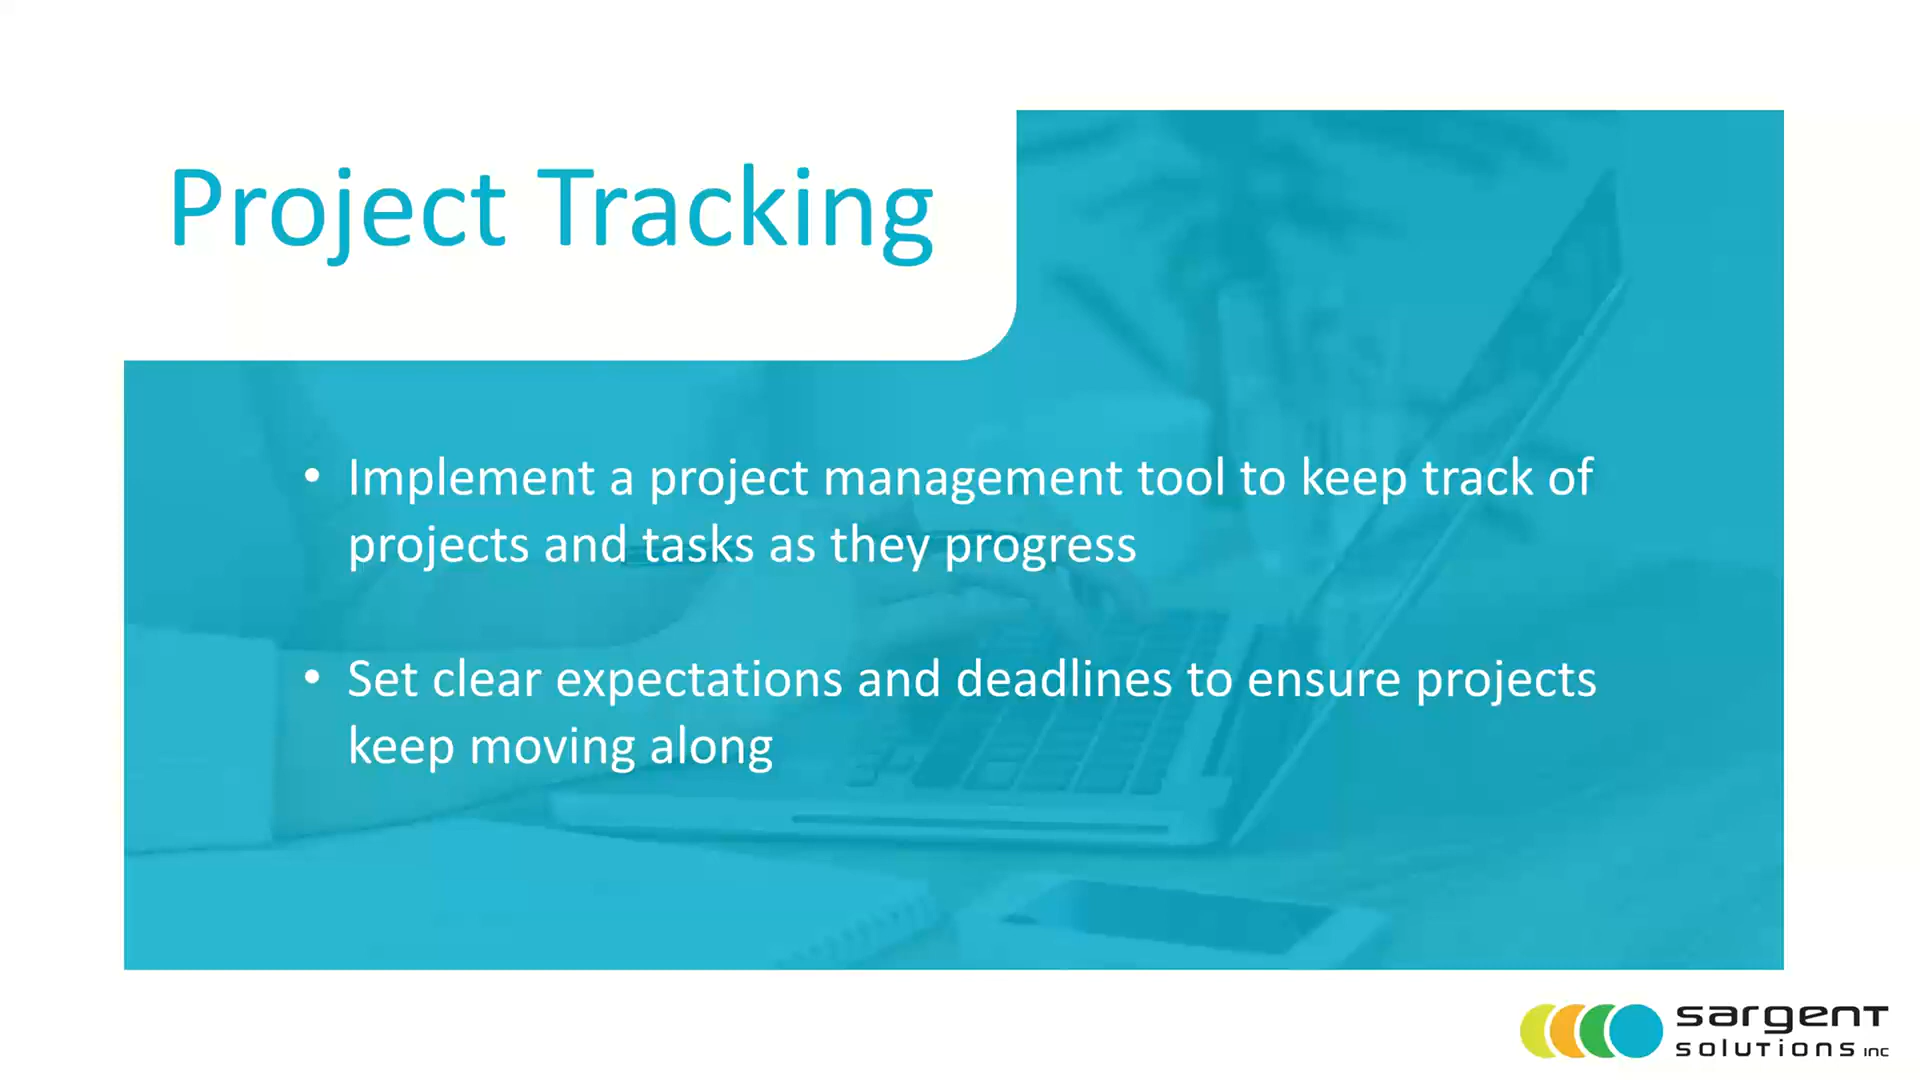 Project Tracking
• Implement a project management tool to keep track of
projects and tasks as they progress
• Set clear expectations and deadlines to ensure projects
keep moving along
sargent
solutions inc